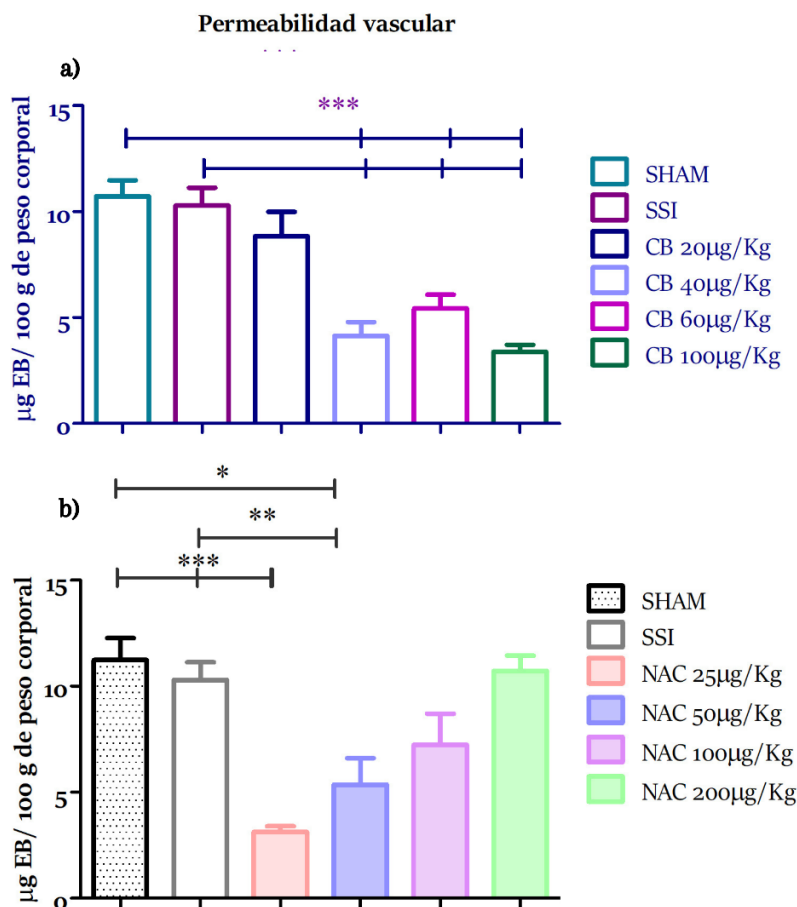 Permeabilidad vascular
a)
***
15
10
5
0
µg EB/ 100 g de peso corporal
SHAM
SSI
CB 20µg/Kg
CB 40µg/Kg
CB 60µg/Kg
CB 100µg/Kg
b)
*
**
***
15
10
5
0
µg EB/ 100 g de peso corporal
SHAM
SSI
NAC 25µg/Kg
NAC 50µg/Kg
NAC 100µg/Kg
NAC 200µg/Kg